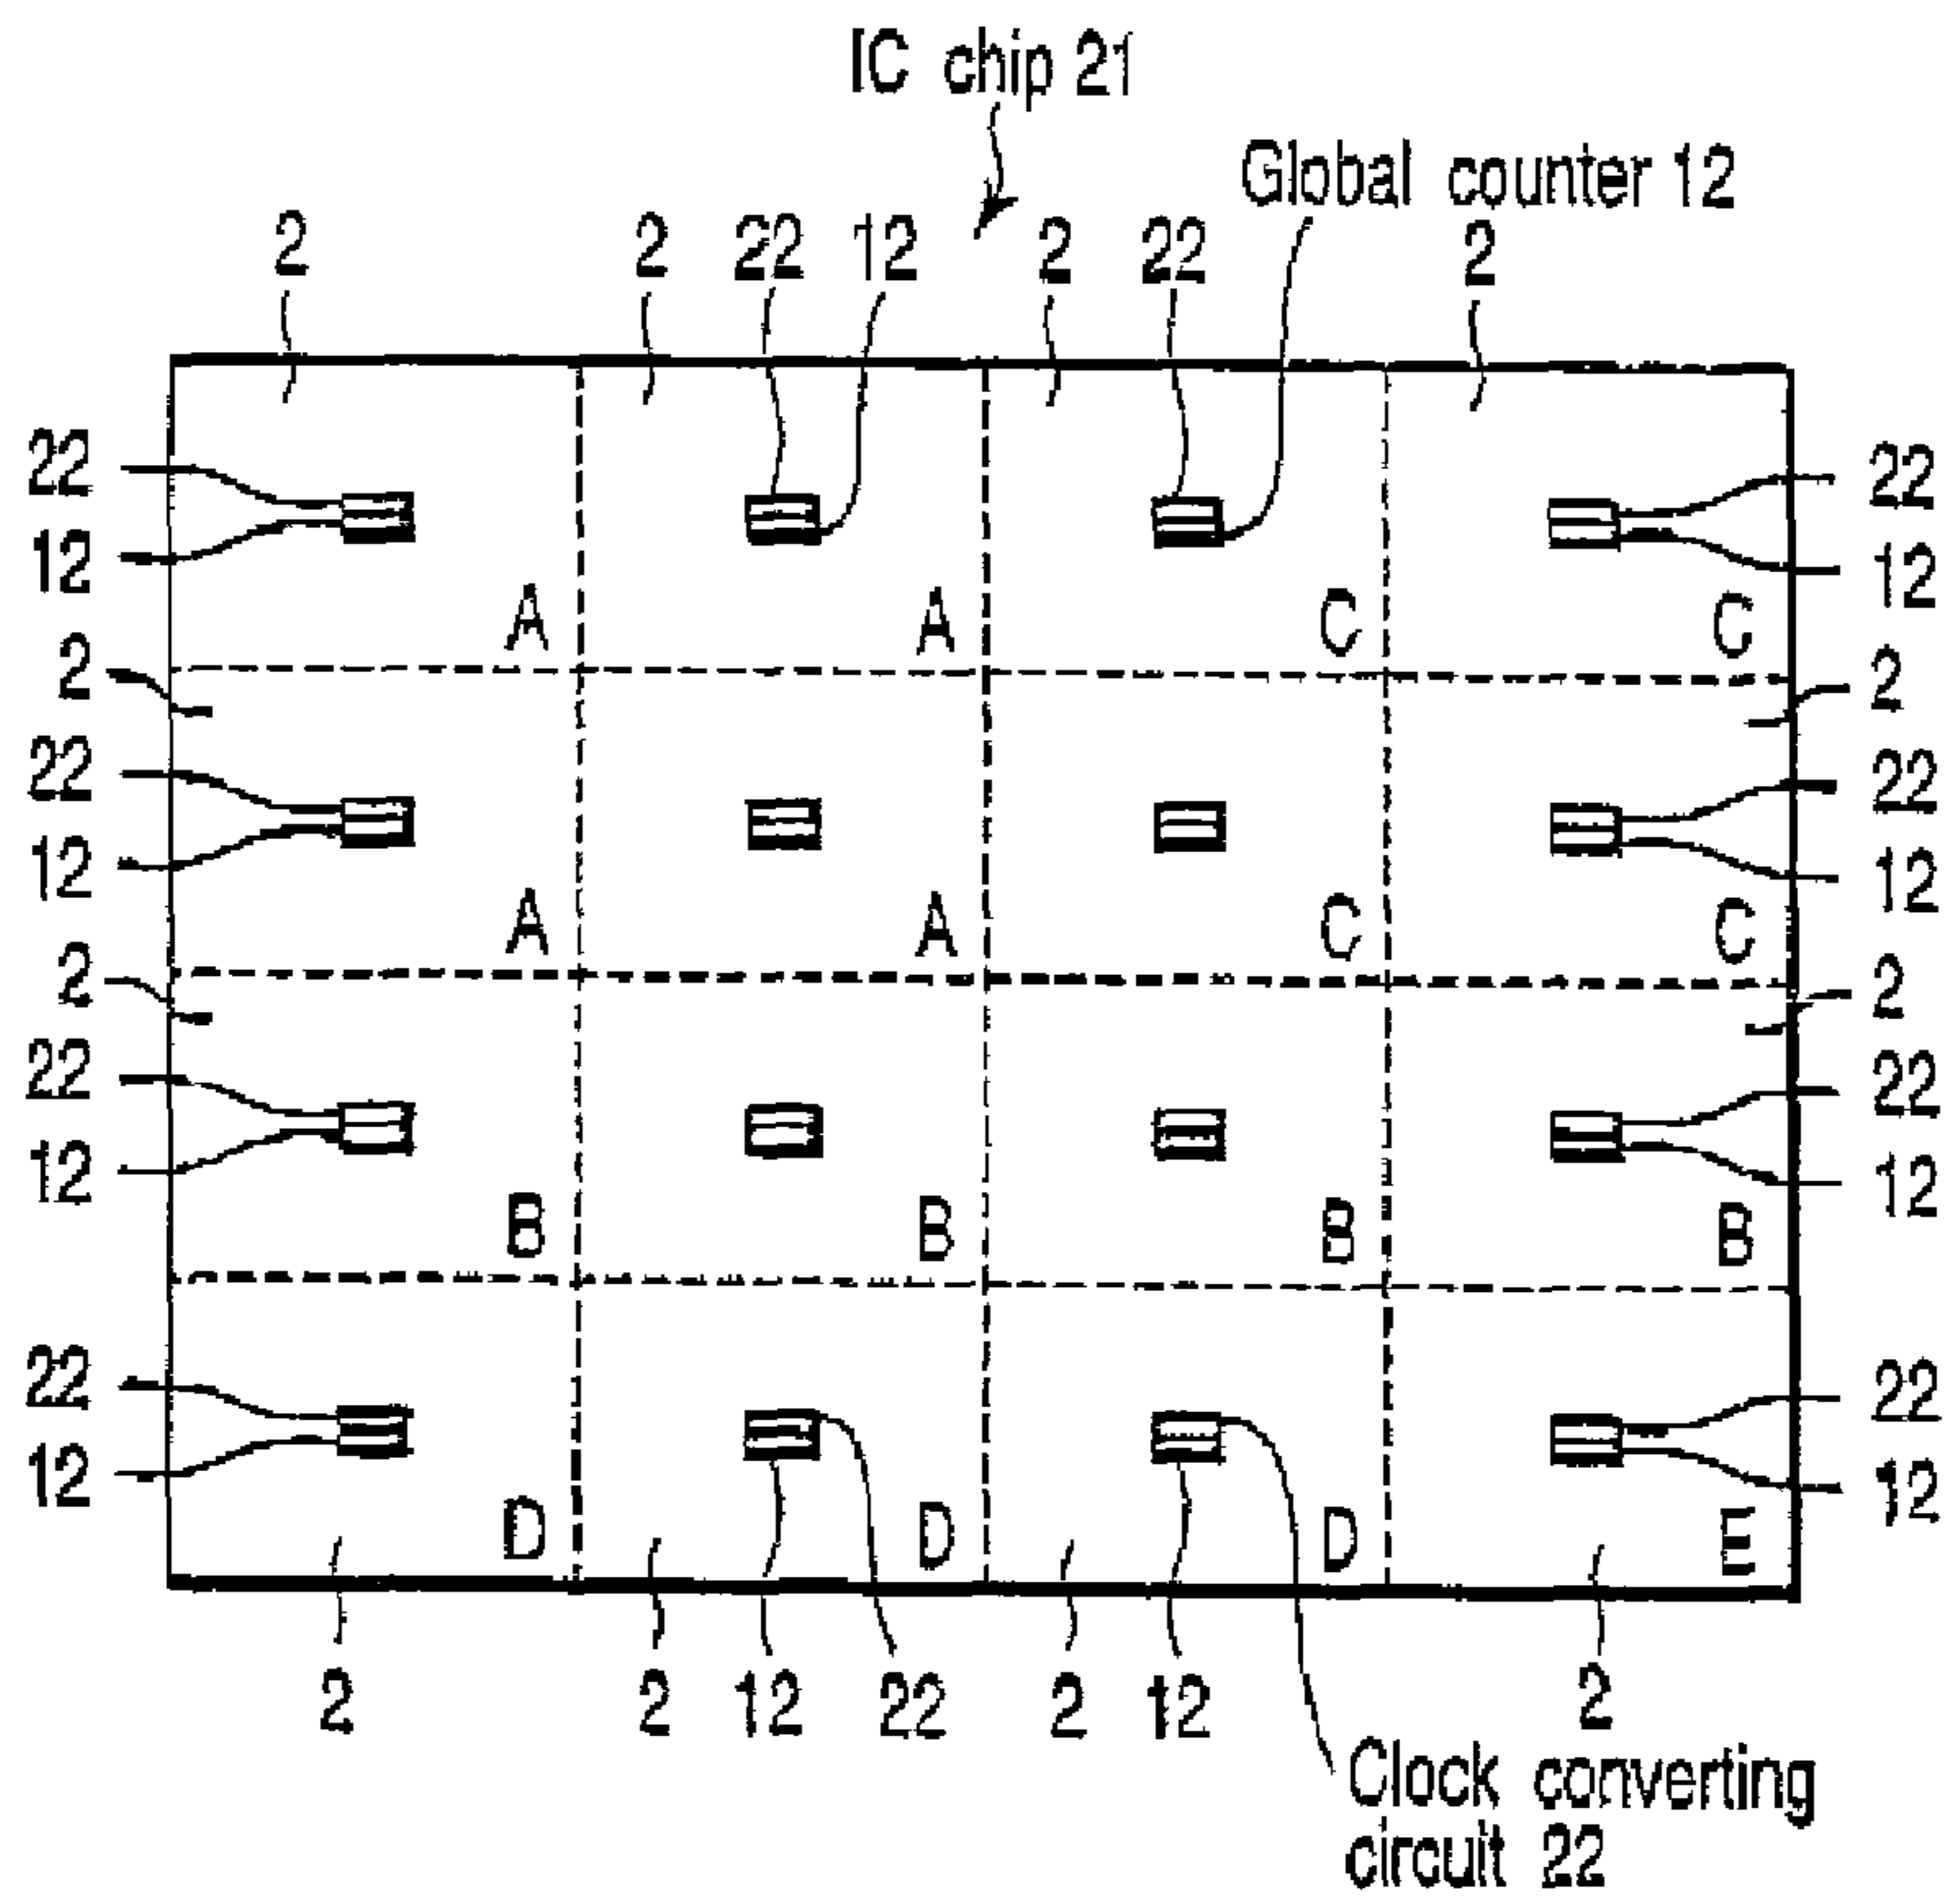 IC chip 21
Global counter 12
2 2 22 12 2 22 2
22 22
12 12
A A C C
2 2
22 22
12 12
A A C C
2 2
22 22
12 12
B B B B
22 22
12 12
D D D E
2 2 12 22 2 12 2
Clock converting
circuit 22